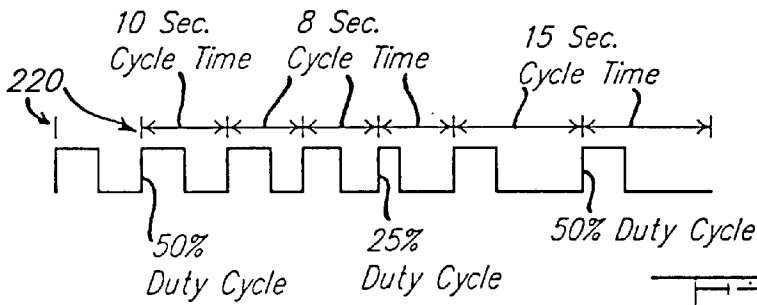 10 Sec.
Cycle Time
8 Sec.
Cycle Time
15 Sec.
Cycle Time
220
50%
Duty Cycle
25%
Duty Cycle
50% Duty Cycle